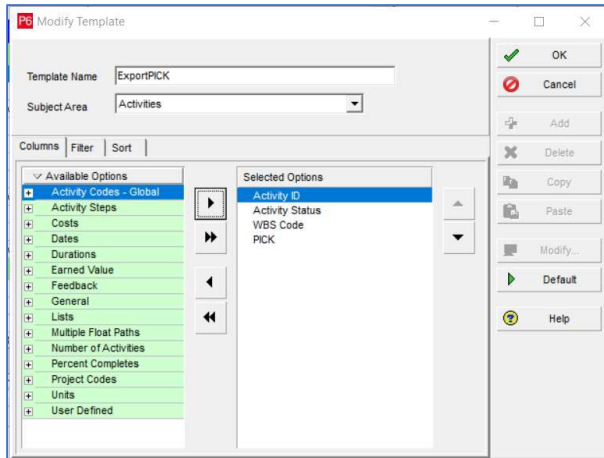 P6 Modify Template
Template Name ExportPICK
Subject Area Activities
Columns Filter Sort
Available Options
Activity Codes - Global
Activity Steps
Costs
Dates
Durations
Earned Value
Feedback
General
Lists
Multiple Float Paths
Number of Activities
Percent Completes
Project Codes
Units
User Defined
Selected Options
Activity ID
Activity Status
WBS Code
PICK
OK
Cancel
Add
Delete
Copy
Paste
Modify...
Default
Help